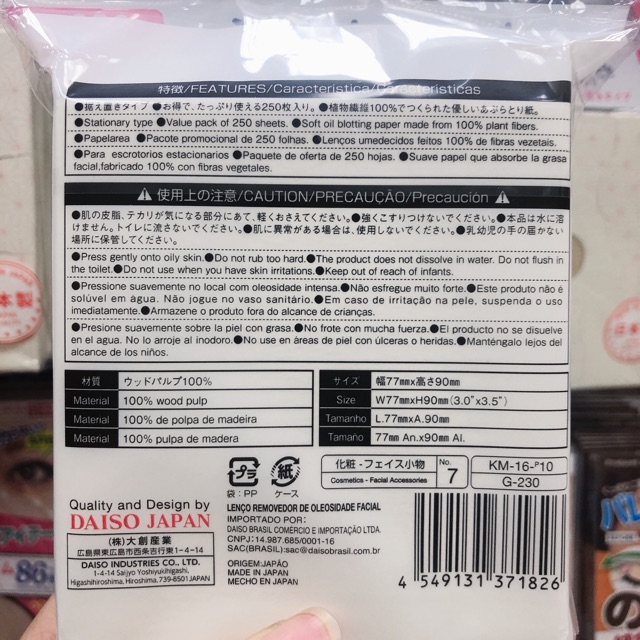 特徴/FEATURES/Característica/Características
●据え置きタイプ ●お得で、たっぷり使える250枚入り。 ●植物繊維100%でつくられた優しいあぶらとり紙。
●Stationary type ●Value pack of 250 sheets. ●Soft oil blotting paper made from 100% plant fibers.
●Papelarea ●Pacote promocional de 250 folhas. ●Lenços umedecidos feitos 100% de fibras vezetais.
●Para escrotorios estacionarios ●Paquete de oferta de 250 hojas. ●Suave papel que absorbe la grasa
facial,fabricado 100% con fibras vegetales.
使用上の注意/CAUTION/PRECAUÇÃO/Precaución
●肌の皮脂、テカリが気になる部分にあて、軽くおさえてください。●強くこすりつけないでください。●本品は水に溶
けません。トイレに流さないでください。●肌に異常がある場合は、使用しないでください。●乳幼児の手の届かない
場所に保管してください。
●Press gently onto oily skin.●Do not rub too hard.●The product does not dissolve in water. Do not flush in
the toilet.●Do not use when you have skin irritations.●Keep out of reach of infants.
●Pressione suavemente no local com oleosidade intensa.●Não esfregue muito forte.●Este produto não é
solúvel em água. Não jogue no vaso sanitário.●Em caso de irritação na pele, suspenda o uso
imediatamente.●Armazene o produto fora do alcance de crianças.
●Presione suavemente sobre la piel con grasa.●No frote con mucha fuerza.●El producto no se disuelve
en el agua. No lo arroje al inodoro.●No use en áreas de piel con úlceras o heridas.●Manténgalo lejos del
alcance de los niños.
材質 ウッドパルプ100%
Material 100% wood pulp
Material 100% de polpa de madeira
Material 100% pulpa de madera
サイズ 幅77mm×高さ90mm
Size W77mm×H90mm(3.0"×3.5")
Tamanho L.77mm×A.90mm
Tamaño 77mm An.x90mm Al.
プラ
袋:PP
紙
ケース
化粧-フェイス小物
Cosmetics - Facial Accessories
No. 7
KM-16-P10
G-230
Quality and Design by
DAISO JAPAN
(株)大創産業
広島県東広島市西条吉行東1-4-14
DAISO INDUSTRIES CO., LTD.
1-4-14 Saijyo Yoshiyukihigashi,
Higashihiroshima, Hiroshima, 739-8501 JAPAN
LENÇO REMOVEDOR DE OLEOSIDADE FACIAL
IMPORTADO POR:
DAISO BRASIL COMÉRCIO E IMPORTAÇÃO LTDA.
CNPJ:14.987.685/0001-16
SAC(BRASIL):sac@daisobrasil.com.br
ORIGEM:JAPÃO
MADE IN JAPAN
MECHO EN JAPAN
4 549131 371826
本製
日本
86